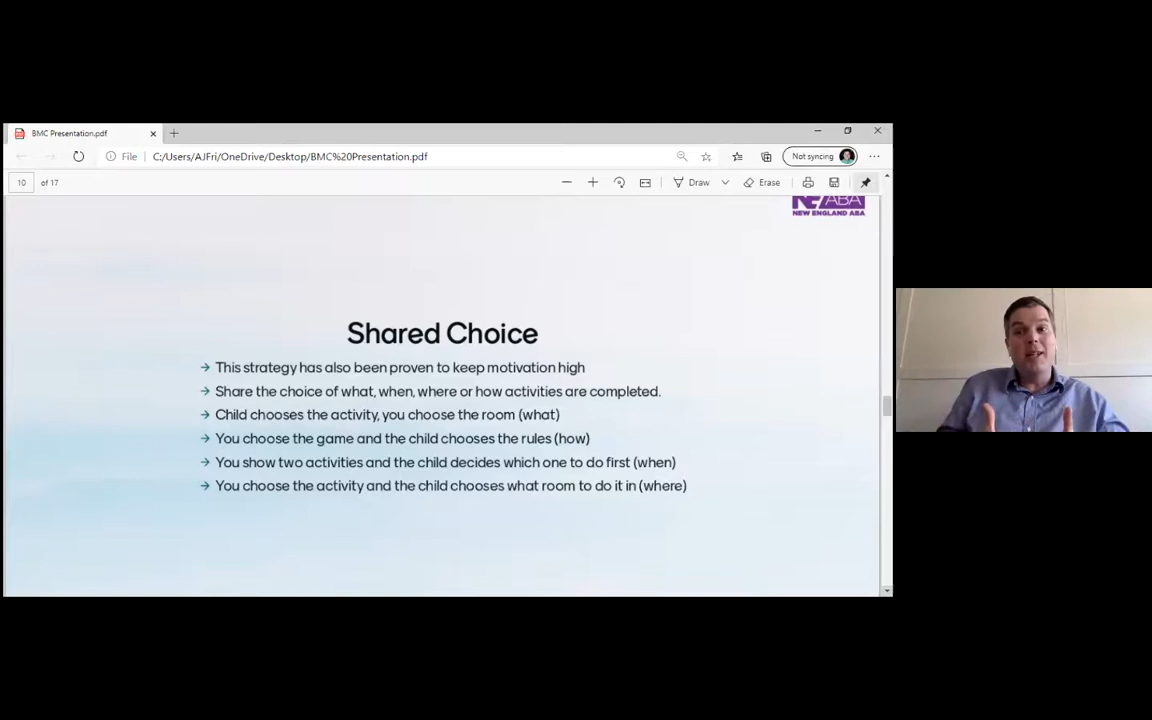 BMC Presentation.pdf
File C:/Users/AJFri/OneDrive/Desktop/BMC%20Presentation.pdf Not syncing
10 of 17 Draw Erase
NE/ABA
NEW ENGLAND ABA
Shared Choice
→ This strategy has also been proven to keep motivation high
→ Share the choice of what, when, where or how activities are completed.
→ Child chooses the activity, you choose the room (what)
→ You choose the game and the child chooses the rules (how)
→ You show two activities and the child decides which one to do first (when)
→ You choose the activity and the child chooses what room to do it in (where)